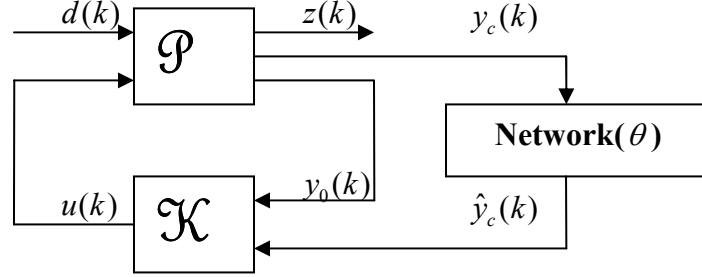 d(k) z(k) y_c(k)
𝒫
Network(θ)
y_0(k) ŷ_c(k)
u(k)
𝒦